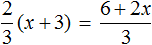 2/3 (x + 3) = (6 + 2x)/3